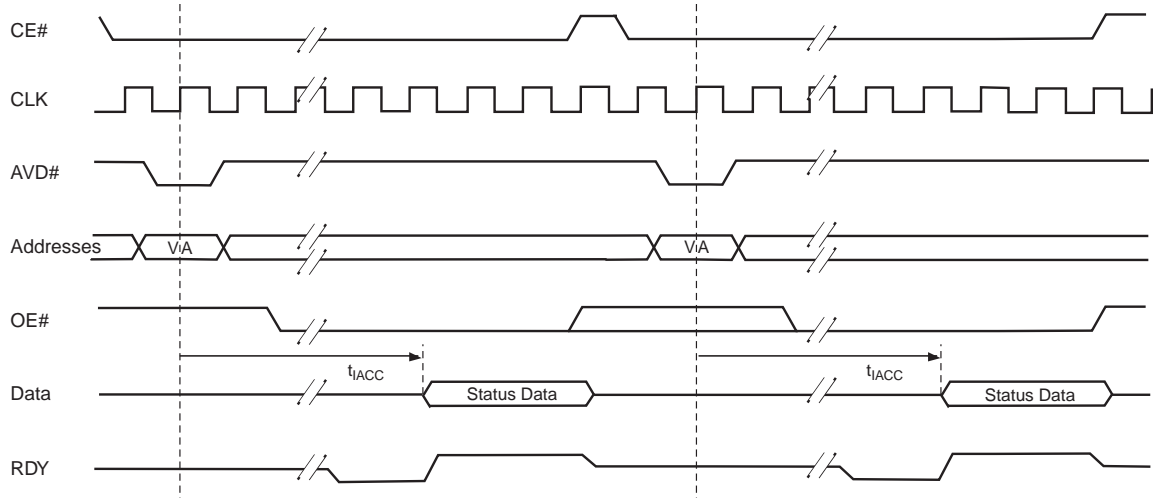 CE#
CLK
AVD#
Addresses VA VA
OE#
tIACC tIACC
Data Status Data Status Data
RDY